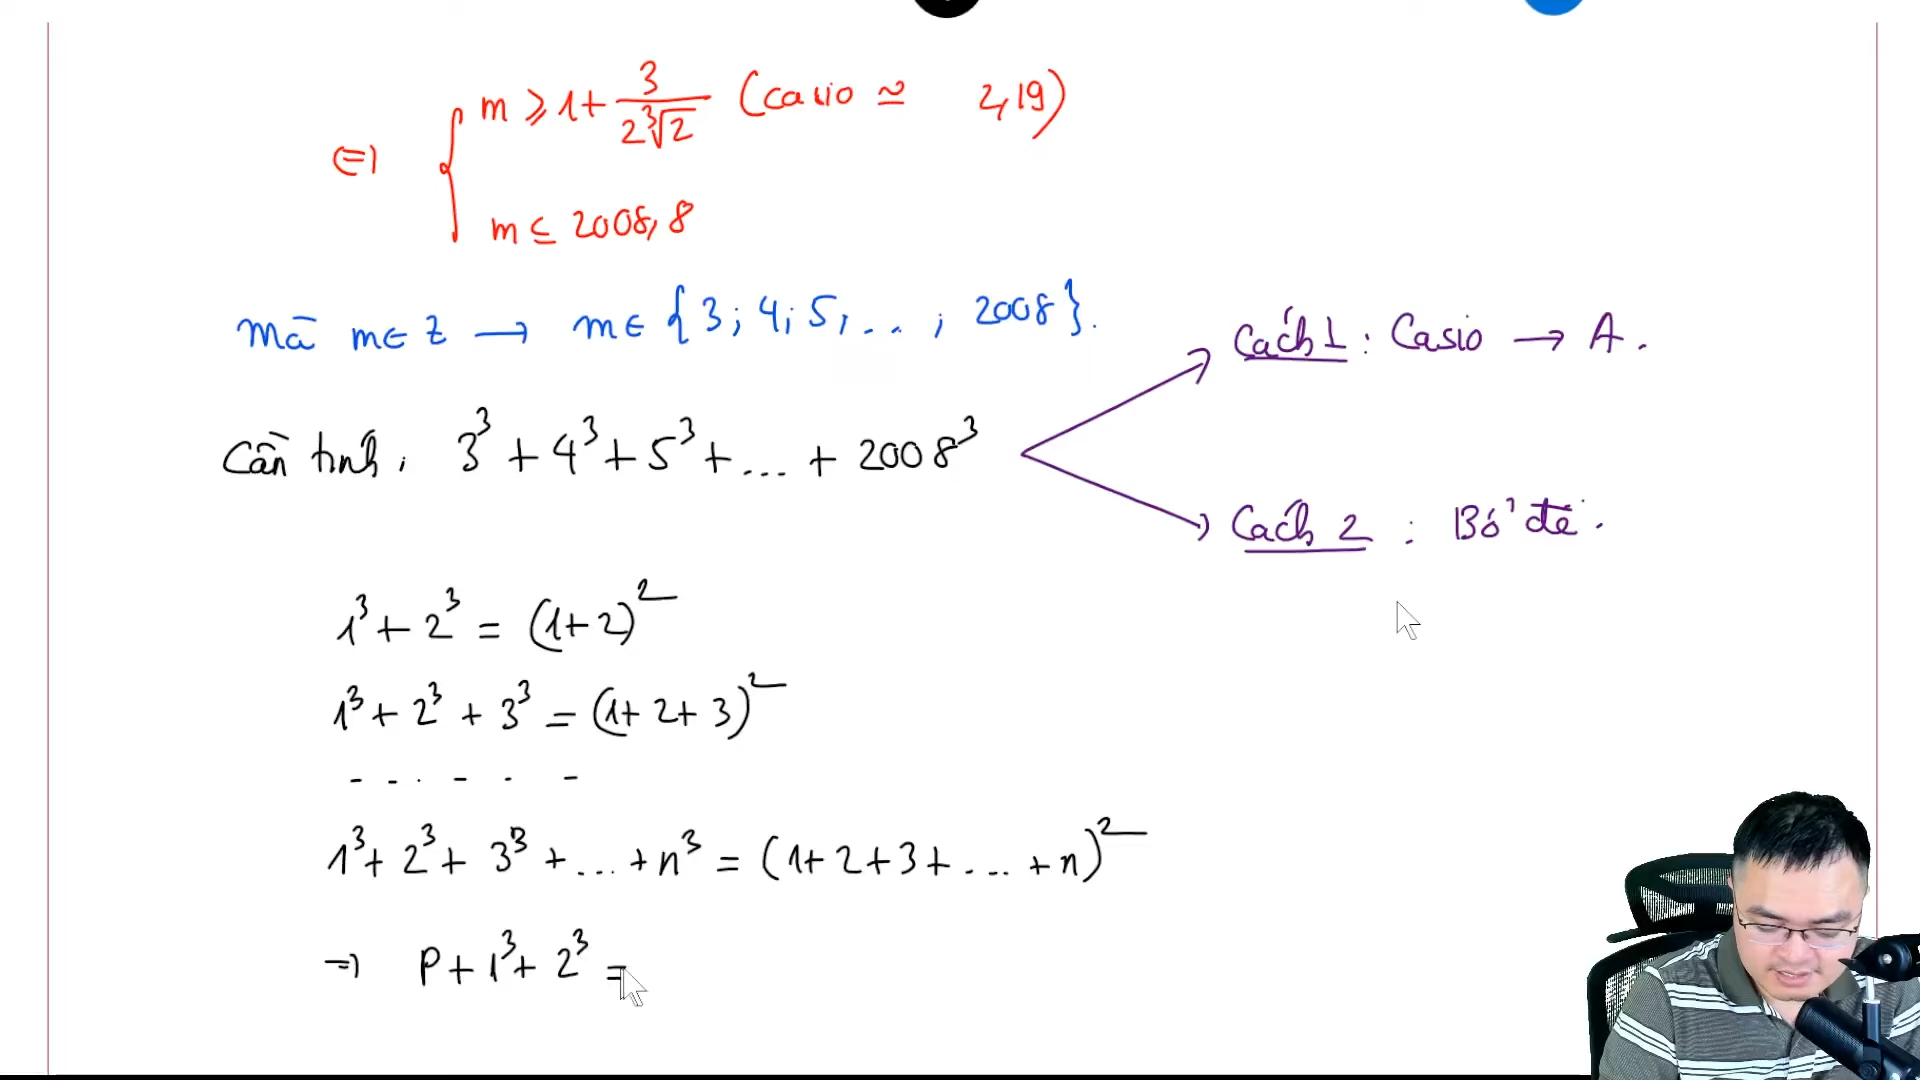 ⇔ { m ≥ 1 + 3/(2∛2) (casio ≃ 2,19)
m ≤ 2008,8
mà m ∈ Z → m ∈ {3; 4; 5; ...; 2008}.
Cần tính: 3³ + 4³ + 5³ + ... + 2008³
Cách 1: Casio → A.
Cách 2: Bổ đề.
1³ + 2³ = (1+2)²
1³ + 2³ + 3³ = (1+2+3)²
- - . - . -
1³ + 2³ + 3³ + ... + n³ = (1+2+3+ ... +n)²
⇒ P + 1³ + 2³ =